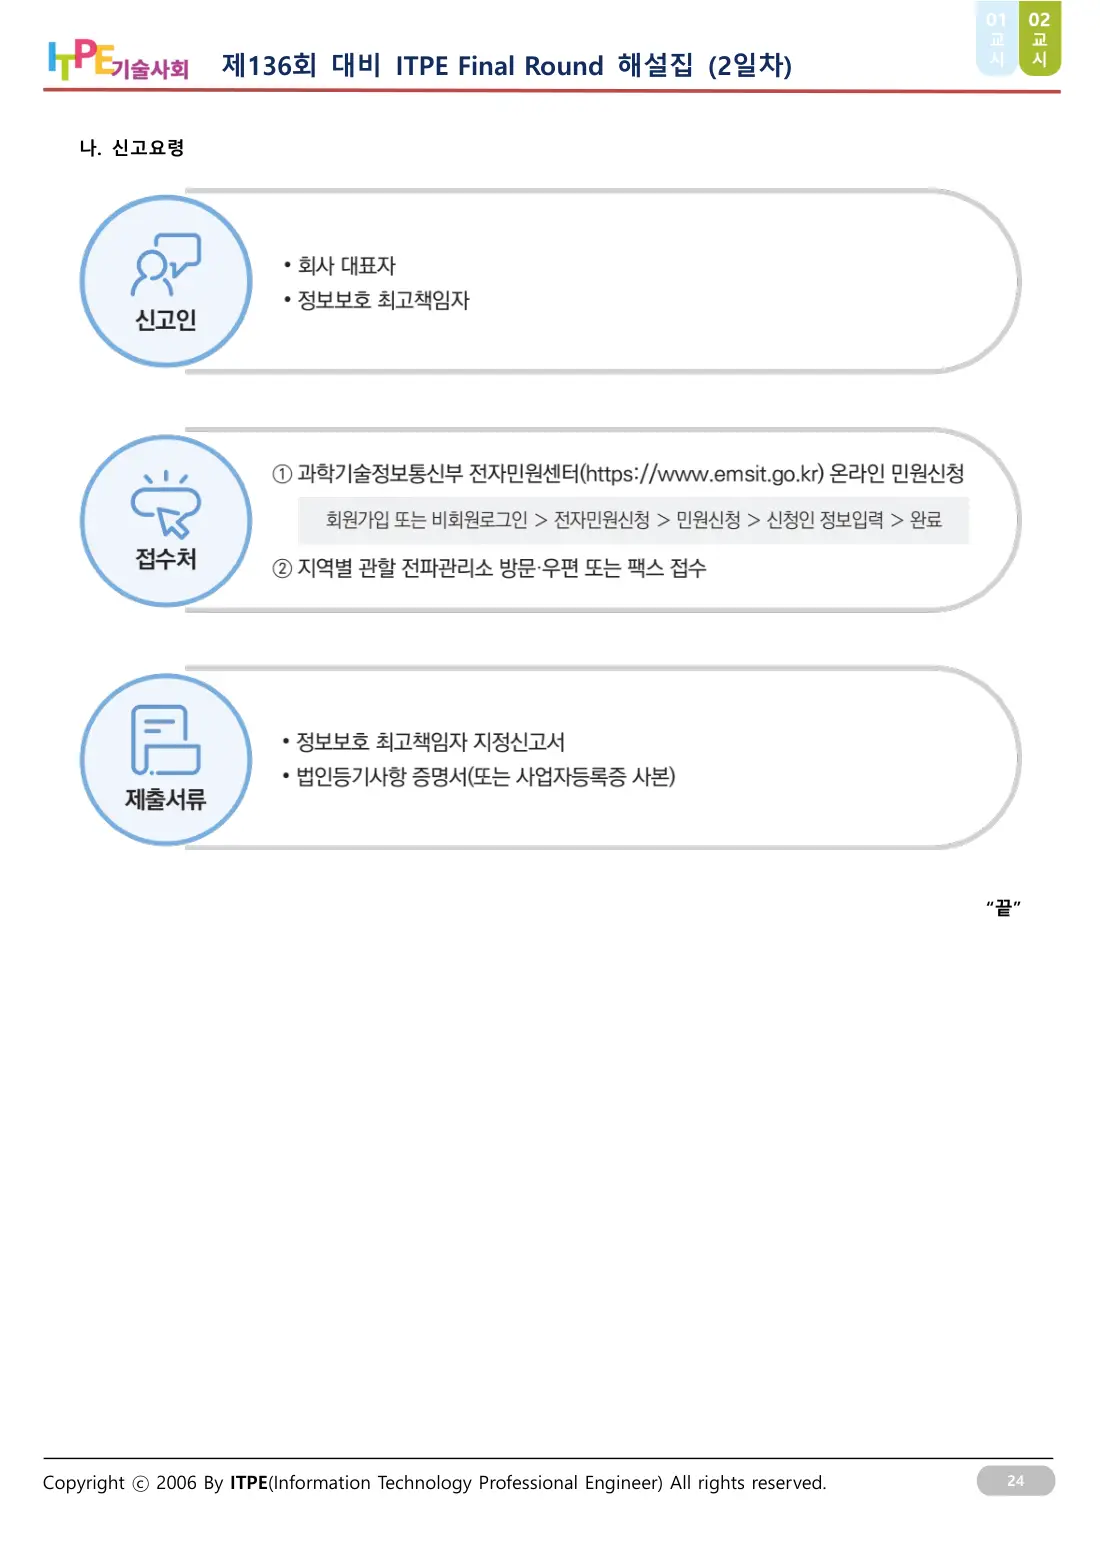 ITPE기술사회 제136회 대비 ITPE Final Round 해설집 (2일차)
01 교시
02 교시
나. 신고요령
신고인
• 회사 대표자
• 정보보호 최고책임자
접수처
① 과학기술정보통신부 전자민원센터(https://www.emsit.go.kr) 온라인 민원신청
회원가입 또는 비회원로그인 > 전자민원신청 > 민원신청 > 신청인 정보입력 > 완료
② 지역별 관할 전파관리소 방문·우편 또는 팩스 접수
제출서류
• 정보보호 최고책임자 지정신고서
• 법인등기사항 증명서(또는 사업자등록증 사본)
“끝”
Copyright ⓒ 2006 By ITPE(Information Technology Professional Engineer) All rights reserved.
24